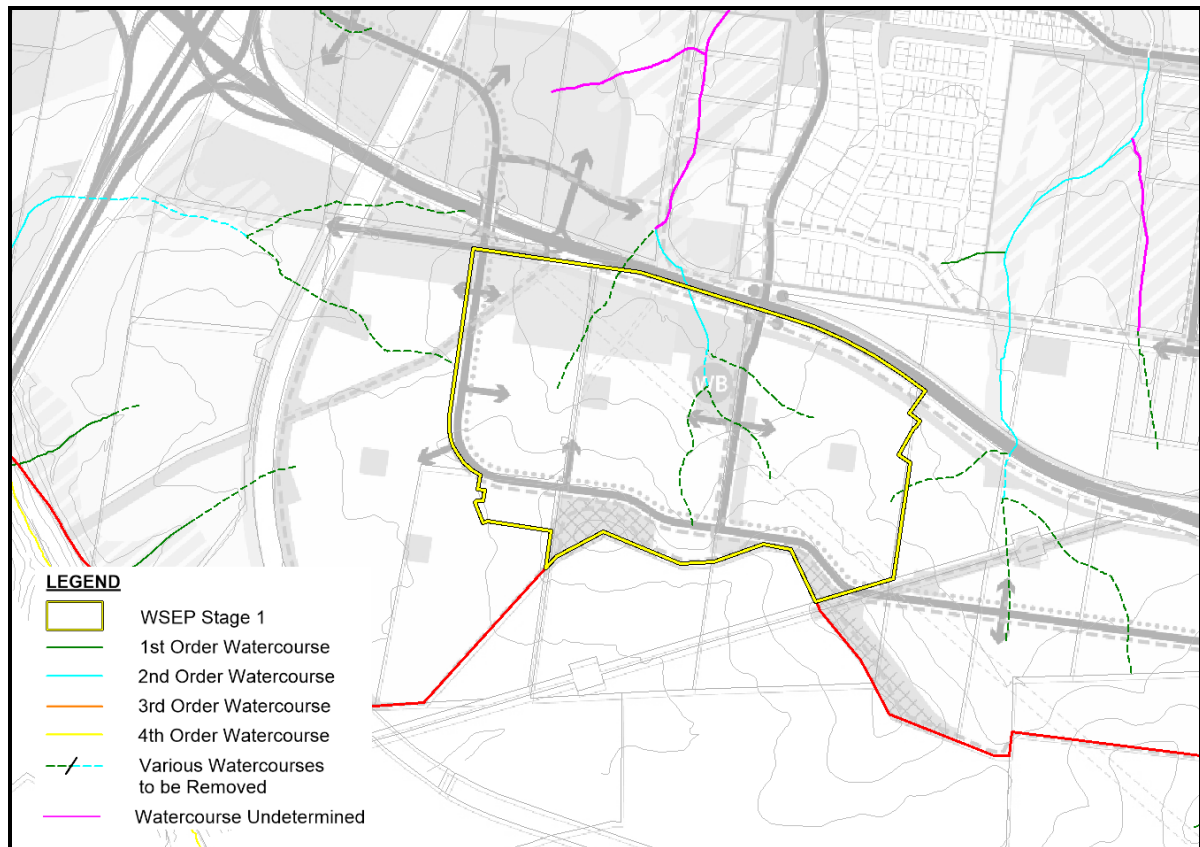 WB
LEGEND
WSEP Stage 1
1st Order Watercourse
2nd Order Watercourse
3rd Order Watercourse
4th Order Watercourse
Various Watercourses
to be Removed
Watercourse Undetermined